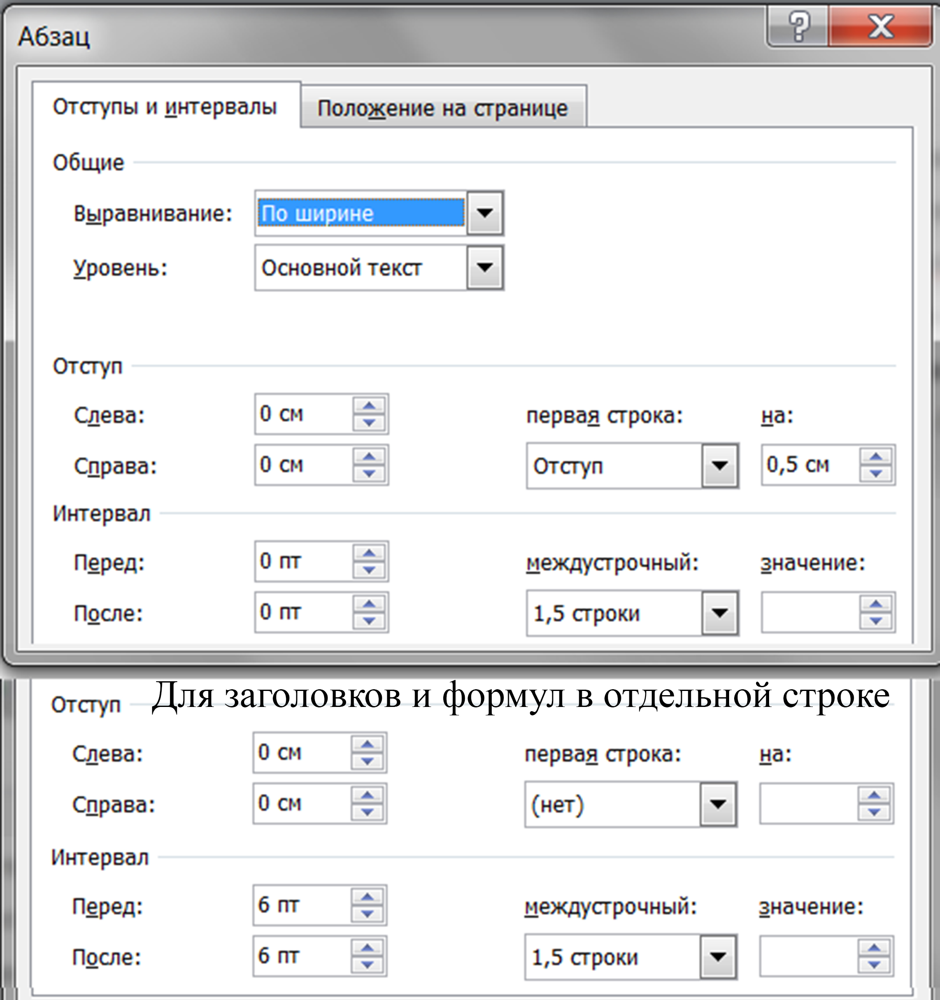 Абзац
Отступы и интервалы Положение на странице
Общие
Выравнивание: По ширине
Уровень: Основной текст
Отступ
Слева: 0 см первая строка: на:
Справа: 0 см Отступ 0,5 см
Интервал
Перед: 0 пт междустрочный: значение:
После: 0 пт 1,5 строки
Отступ Для заголовков и формул в отдельной строке
Слева: 0 см первая строка: на:
Справа: 0 см (нет)
Интервал
Перед: 6 пт междустрочный: значение:
После: 6 пт 1,5 строки